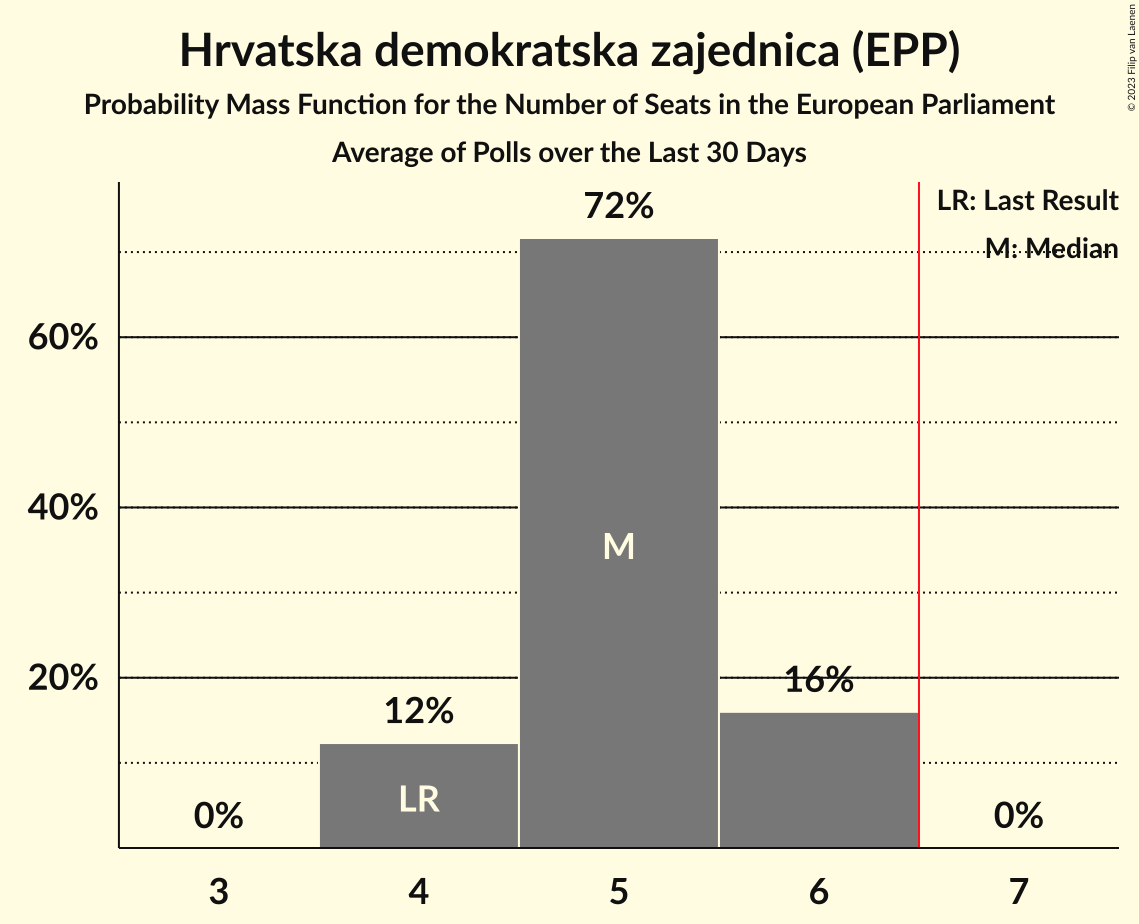 Hrvatska demokratska zajednica (EPP)
Probability Mass Function for the Number of Seats in the European Parliament
Average of Polls over the Last 30 Days
© 2023 Filip van Laenen
LR: Last Result
M: Median
72%
60%
40%
M
20%
16%
12%
LR
0%
0%
3 4 5 6 7